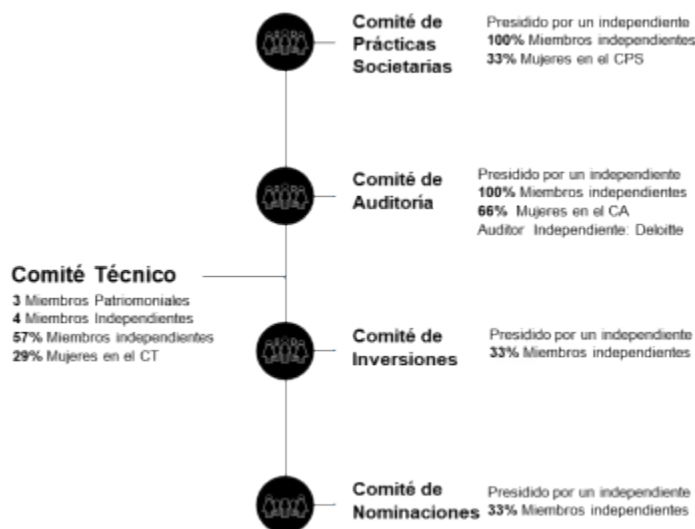 Comité de
Prácticas
Societarias
Presidido por un independiente
100% Miembros independientes
33% Mujeres en el CPS
Comité de
Auditoría
Presidido por un independiente
100% Miembros independientes
66% Mujeres en el CA
Auditor Independiente: Deloitte
Comité Técnico
3 Miembros Patriomoniales
4 Miembros Independientes
57% Miembros independientes
29% Mujeres en el CT
Comité de
Inversiones
Presidido por un independiente
33% Miembros independientes
Comité de
Nominaciones
Presidido por un independiente
33% Miembros independientes